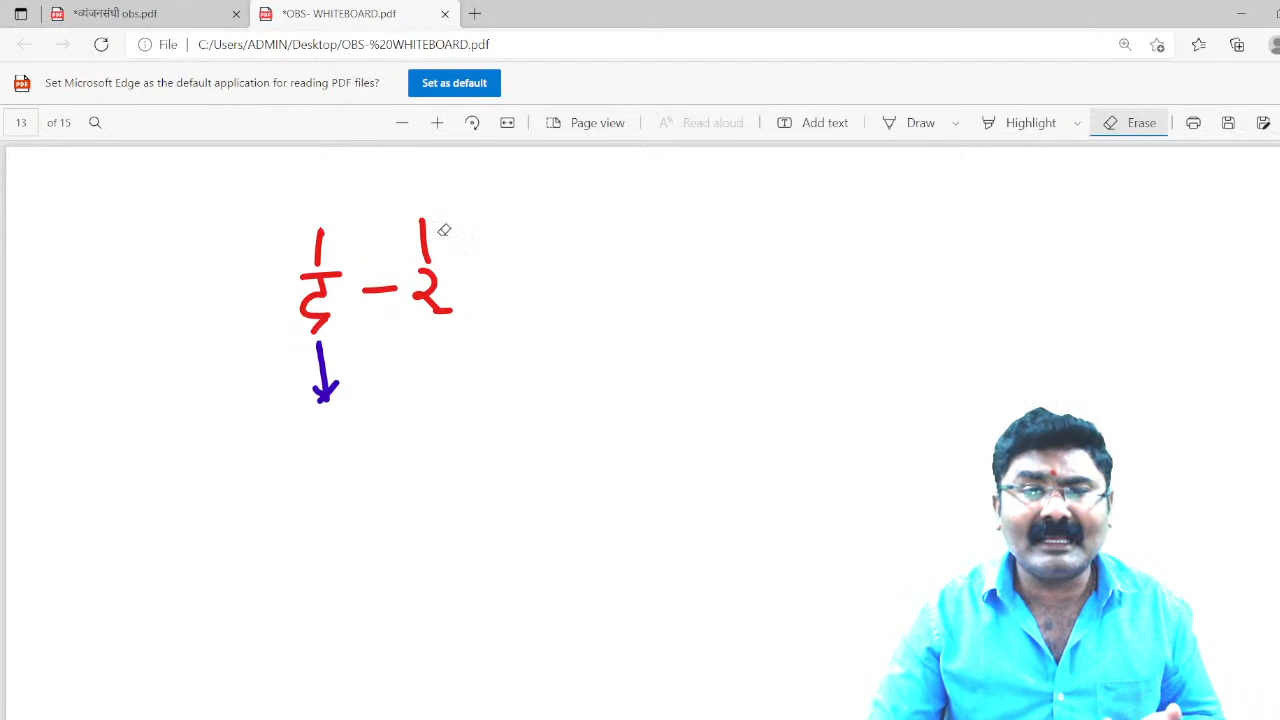 *व्यंजनसंधी obs.pdf
*OBS- WHITEBOARD.pdf
File
C:/Users/ADMIN/Desktop/OBS-%20WHITEBOARD.pdf
Set Microsoft Edge as the default application for reading PDF files?
Set as default
13 of 15
Page view
Read aloud
Add text
Draw
Highlight
Erase